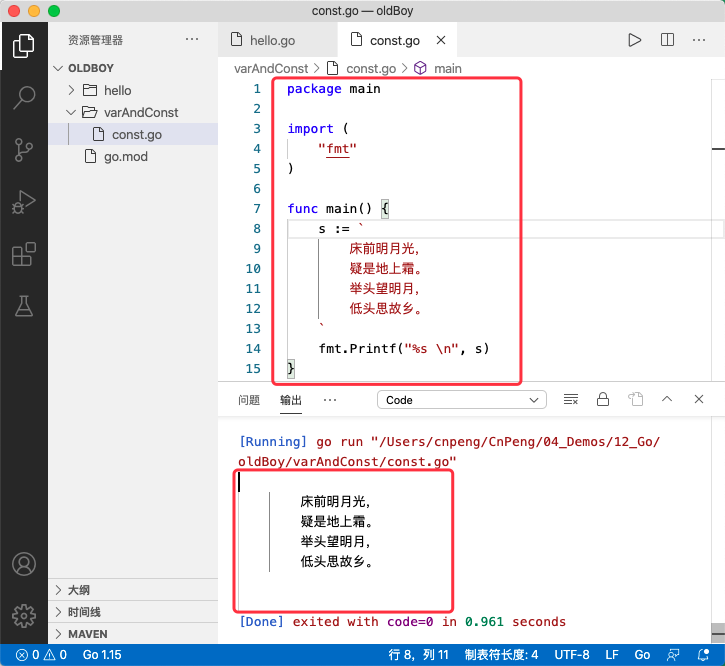 const.go — oldBoy
资源管理器 ···
OLDBOY
hello
varAndConst
const.go
go.mod
大纲
时间线
MAVEN
hello.go
const.go
varAndConst > const.go > main
1 package main
2
3 import (
4 "fmt"
5 )
6
7 func main() {
8 s := `
9 床前明月光，
10 疑是地上霜。
11 举头望明月，
12 低头思故乡。
13 `
14 fmt.Printf("%s \n", s)
15 }
问题 输出 ··· Code
[Running] go run "/Users/cnpeng/CnPeng/04_Demos/12_Go/
oldBoy/varAndConst/const.go"
床前明月光，
疑是地上霜。
举头望明月，
低头思故乡。
[Done] exited with code=0 in 0.961 seconds
0 0 Go 1.15 行 8，列 11 制表符长度: 4 UTF-8 LF Go